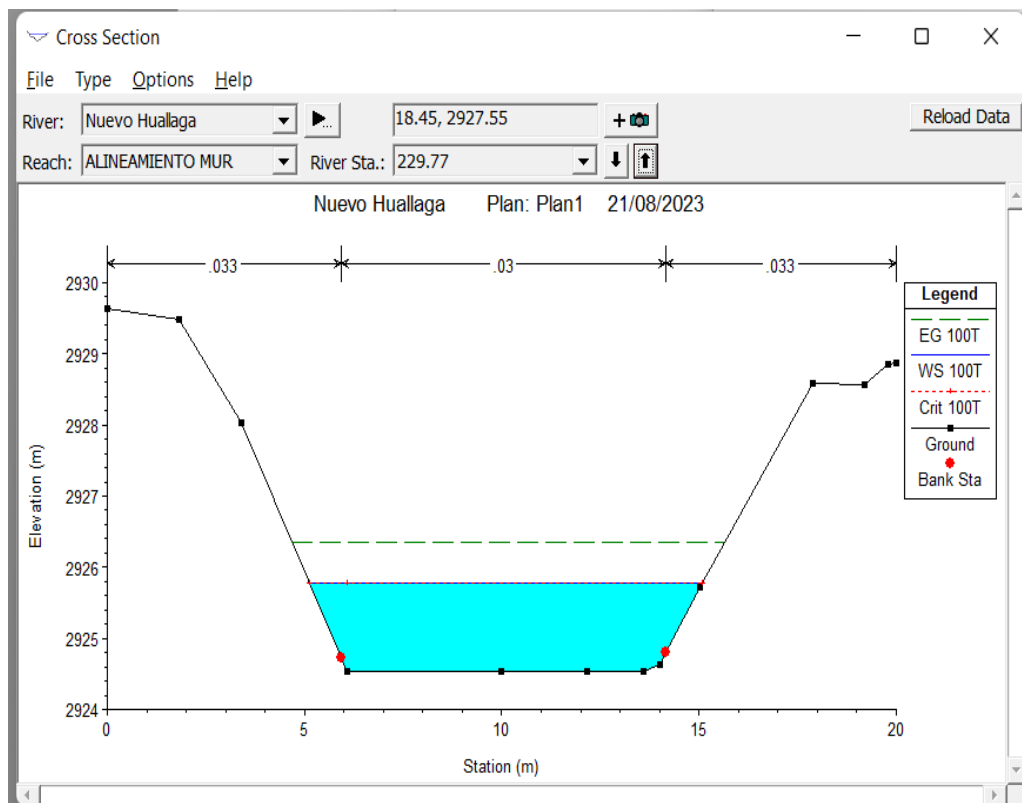 Cross Section
File Type Options Help
River: Nuevo Huallaga 18.45, 2927.55 Reload Data
Reach: ALINEAMIENTO MUR River Sta.: 229.77
Nuevo Huallaga Plan: Plan1 21/08/2023
.033 .03 .033
2930
2929
2928
2927
2926
2925
2924
Elevation (m)
0 5 10 15 20
Station (m)
Legend
EG 100T
WS 100T
Crit 100T
Ground
Bank Sta